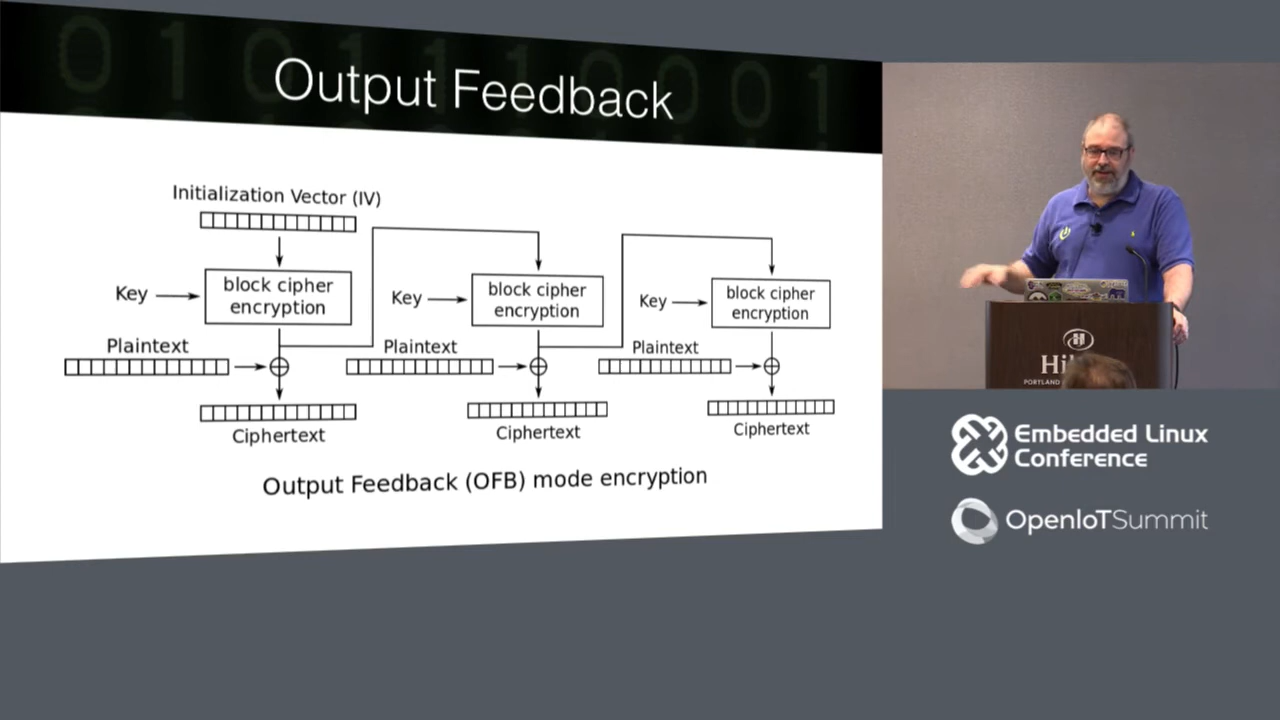 Output Feedback
Initialization Vector (IV)
Key
block cipher
encryption
Key
block cipher
encryption
Key
block cipher
encryption
Plaintext
Plaintext
Plaintext
Ciphertext
Ciphertext
Ciphertext
Output Feedback (OFB) mode encryption
PORTLAND
Embedded Linux
Conference
OpenIoTSummit